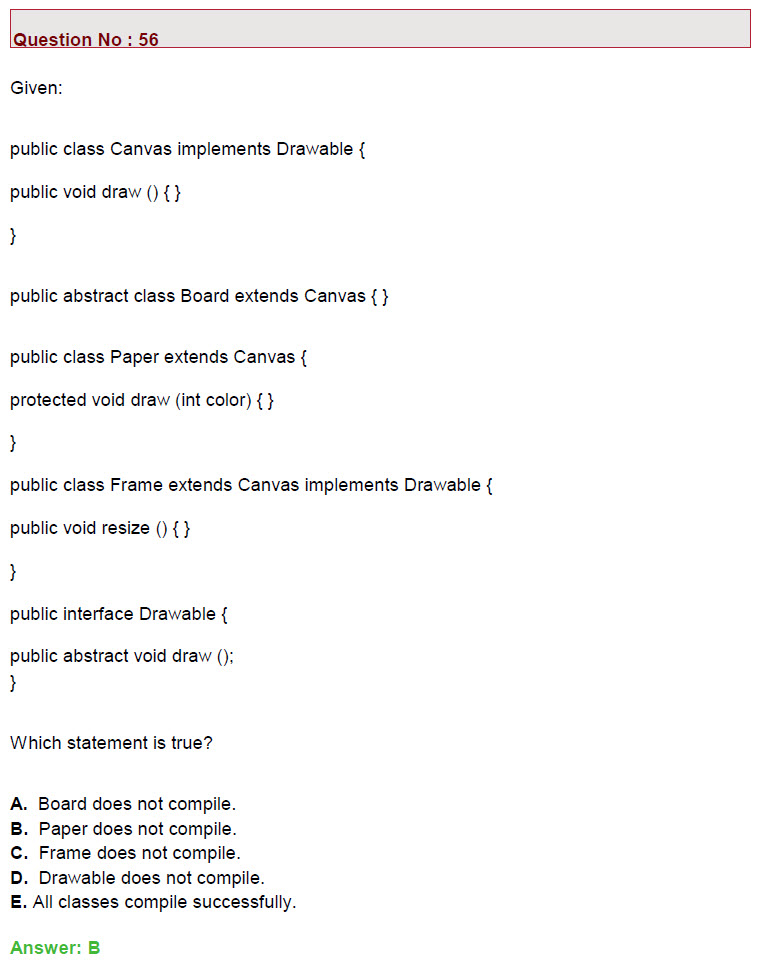 Question No : 56
Given:
public class Canvas implements Drawable {
public void draw () { }
}
public abstract class Board extends Canvas { }
public class Paper extends Canvas {
protected void draw (int color) { }
}
public class Frame extends Canvas implements Drawable {
public void resize () { }
}
public interface Drawable {
public abstract void draw ();
}
Which statement is true?
A. Board does not compile.
B. Paper does not compile.
C. Frame does not compile.
D. Drawable does not compile.
E. All classes compile successfully.
Answer: B